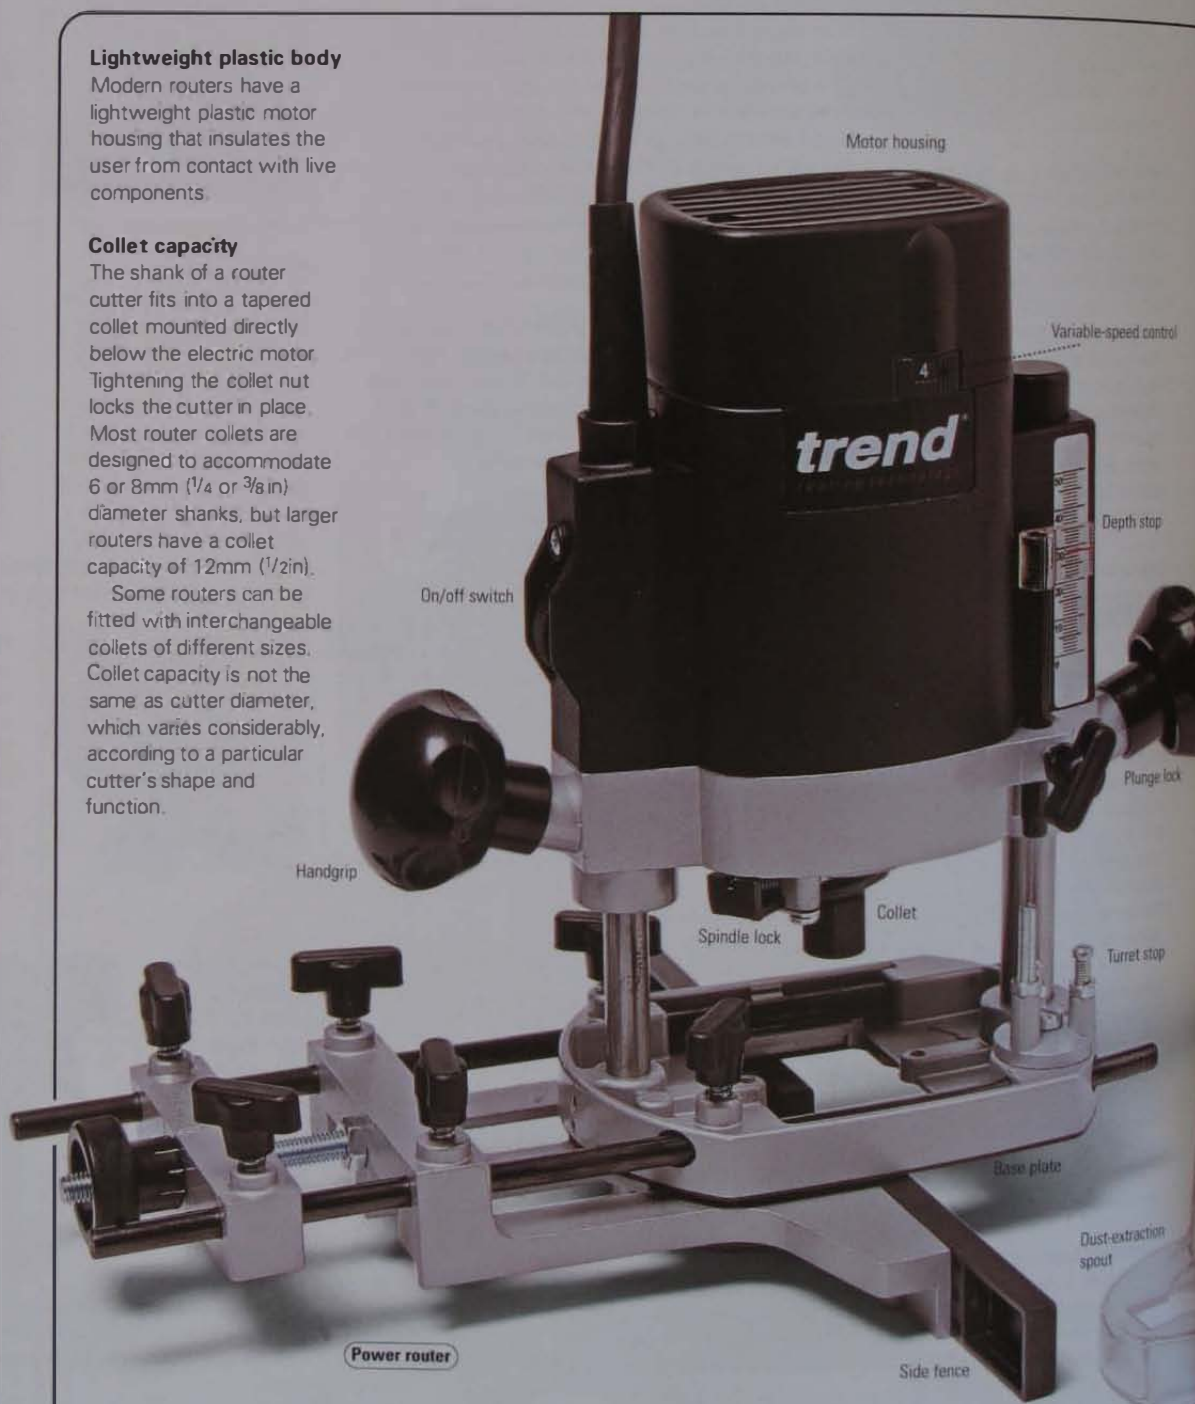 Lightweight plastic body
Modern routers have a
lightweight plastic motor
housing that insulates the
user from contact with live
components.
Collet capacity
The shank of a router
cutter fits into a tapered
collet mounted directly
below the electric motor.
Tightening the collet nut
locks the cutter in place.
Most router collets are
designed to accommodate
6 or 8mm (1/4 or 3/8in)
diameter shanks, but larger
routers have a collet
capacity of 12mm (1/2in).
Some routers can be
fitted with interchangeable
collets of different sizes.
Collet capacity is not the
same as cutter diameter,
which varies considerably,
according to a particular
cutter's shape and
function.
Motor housing
Variable-speed control
4
trend
routing technology
Depth stop
On/off switch
Plunge lock
Handgrip
Collet
Spindle lock
Turret stop
Base plate
Dust-extraction
spout
Power router
Side fence